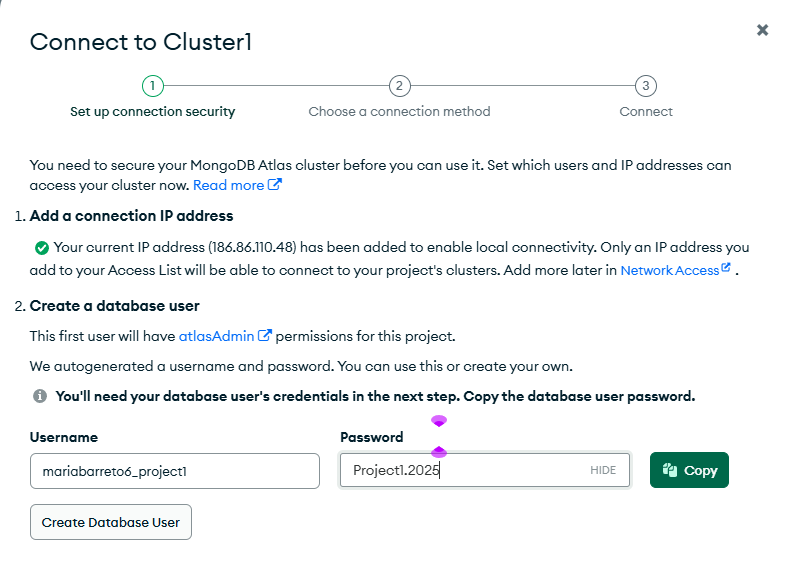 Connect to Cluster1
1
2
3
Set up connection security
Choose a connection method
Connect
You need to secure your MongoDB Atlas cluster before you can use it. Set which users and IP addresses can
access your cluster now. Read more
1. Add a connection IP address
Your current IP address (186.86.110.48) has been added to enable local connectivity. Only an IP address you
add to your Access List will be able to connect to your project's clusters. Add more later in Network Access .
2. Create a database user
This first user will have atlasAdmin permissions for this project.
We autogenerated a username and password. You can use this or create your own.
You'll need your database user's credentials in the next step. Copy the database user password.
Username
Password
mariabarreto6_project1
Project1.2025
HIDE
Copy
Create Database User